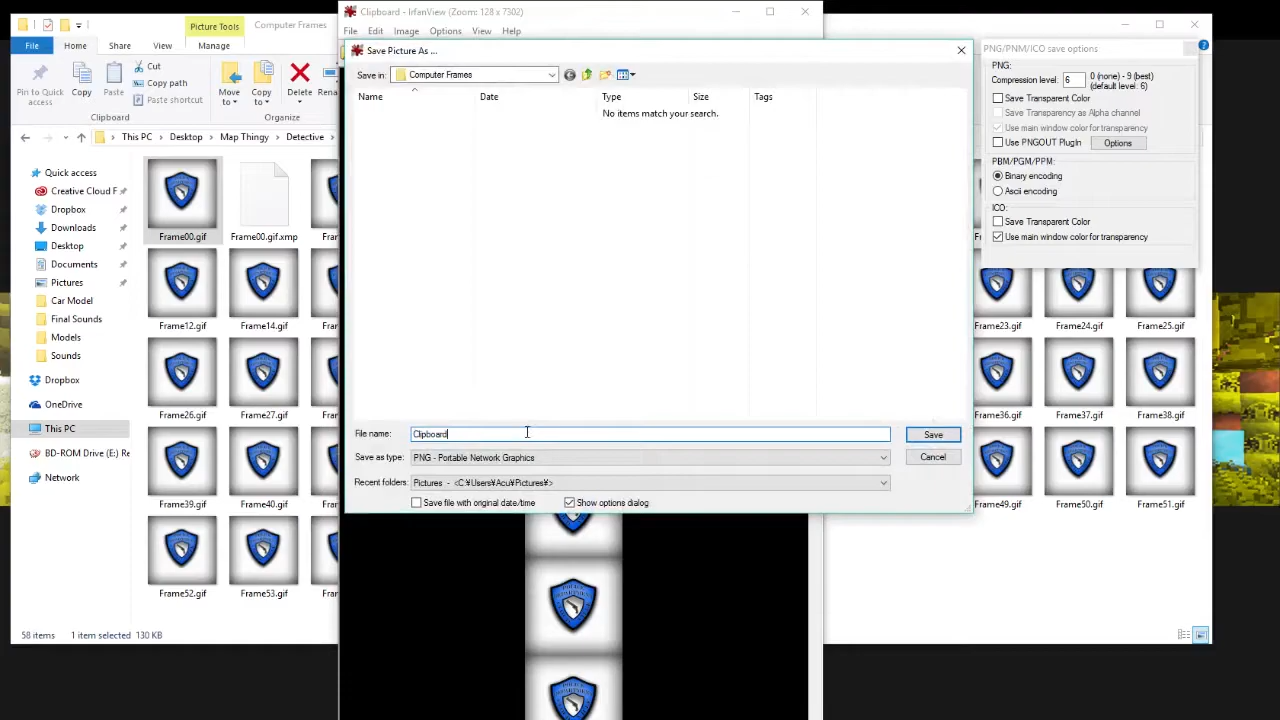 Picture Tools
Computer Frames
File
Home
Share
View
Manage
Pin to Quick access
Copy
Paste
Cut
Copy path
Paste shortcut
Clipboard
Move to
Copy to
Delete
Organize
This PC
Desktop
Map Thingy
Detective
Quick access
Creative Cloud F
Dropbox
Downloads
Desktop
Documents
Pictures
Car Model
Final Sounds
Models
Sounds
Dropbox
OneDrive
This PC
BD-ROM Drive (E:) Re
Network
Frame00.gif
Frame00.gif.xmp
Frame12.gif
Frame14.gif
Frame26.gif
Frame27.gif
Frame39.gif
Frame40.gif
Frame52.gif
Frame53.gif
58 items
1 item selected
130 KB
Clipboard - IrfanView (Zoom: 128 x 7302)
File
Edit
Image
Options
View
Help
Save Picture As ...
Save in:
Computer Frames
Name
Date
Type
Size
Tags
No items match your search.
File name:
Clipboard
Save
Save as type:
PNG - Portable Network Graphics
Cancel
Recent folders:
Pictures - <C:¥Users¥Acu¥Pictures¥>
Save file with original date/time
Show options dialog
PNG/PNM/ICO save options
PNG:
Compression level:
6
0 (none) - 9 (best)
(default level: 6)
Save Transparent Color
Save Transparency as Alpha channel
Use main window color for transparency
Use PNGOUT PlugIn
Options
PBM/PGM/PPM:
Binary encoding
Ascii encoding
ICO:
Save Transparent Color
Use main window color for transparency
Frame23.gif
Frame24.gif
Frame25.gif
Frame36.gif
Frame37.gif
Frame38.gif
Frame49.gif
Frame50.gif
Frame51.gif